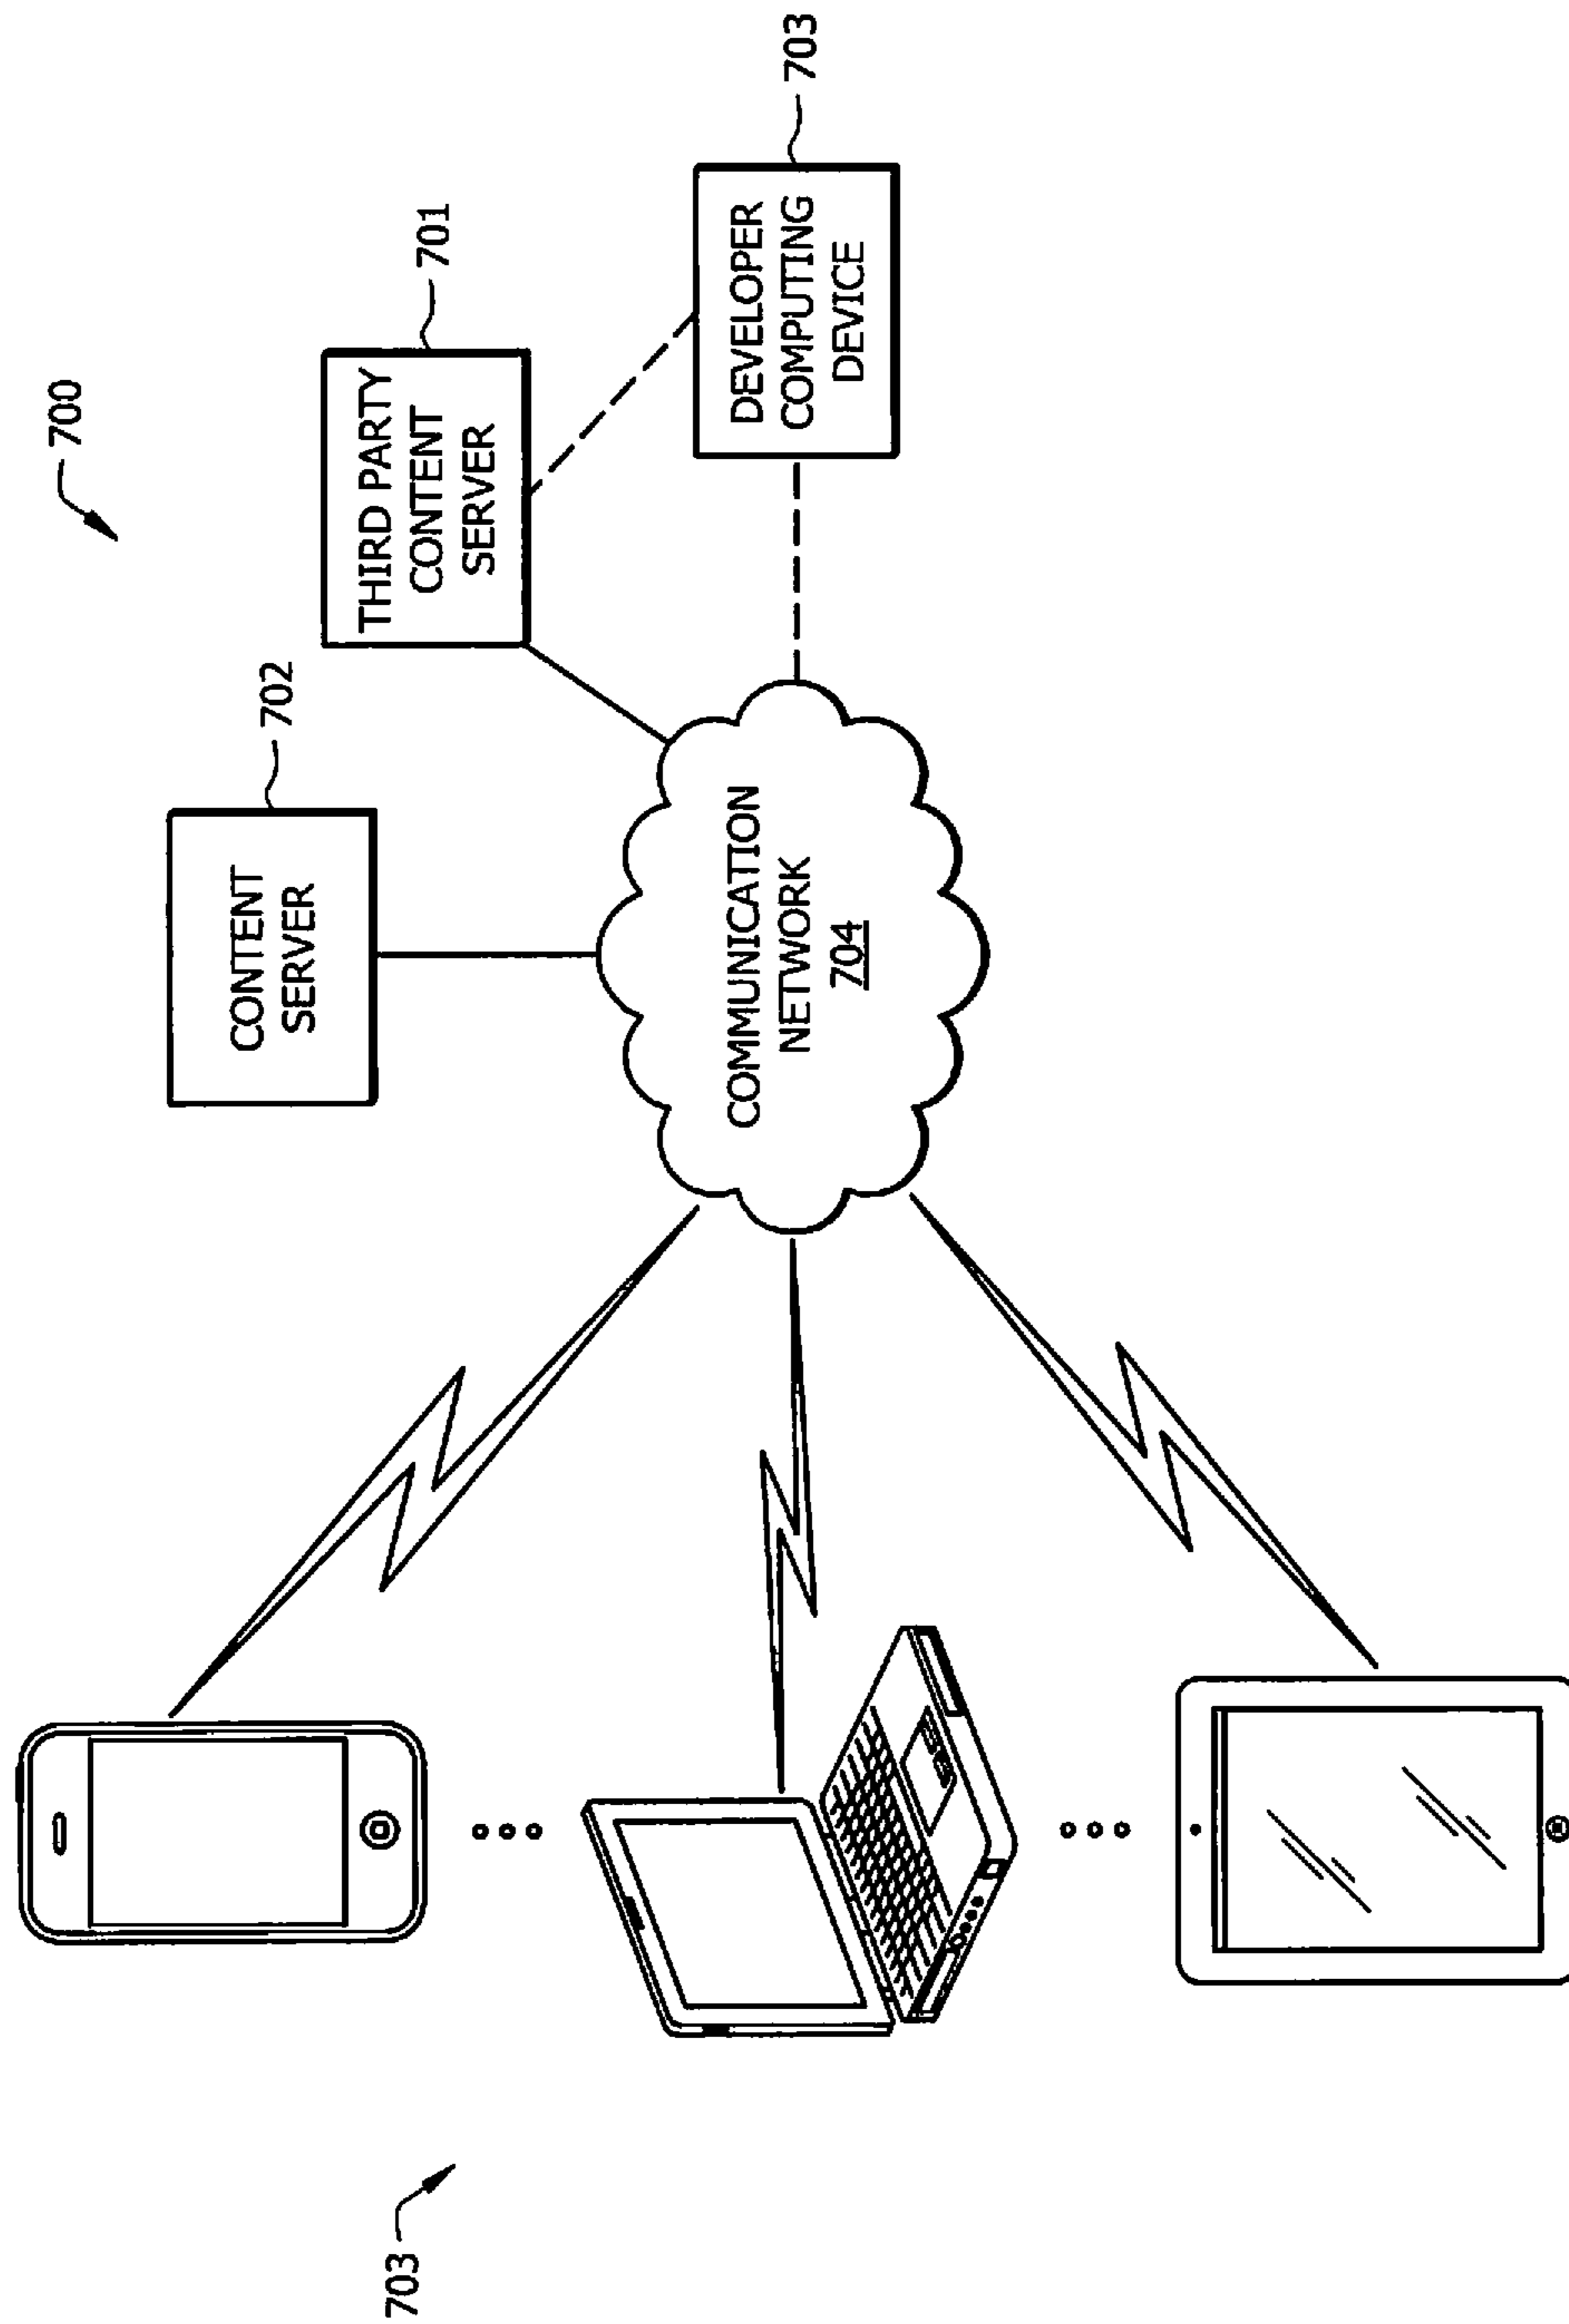 700
CONTENT
SERVER
702
THIRD PARTY
CONTENT
SERVER
701
DEVELOPER
COMPUTING
DEVICE
703
COMMUNICATION
NETWORK
704
703